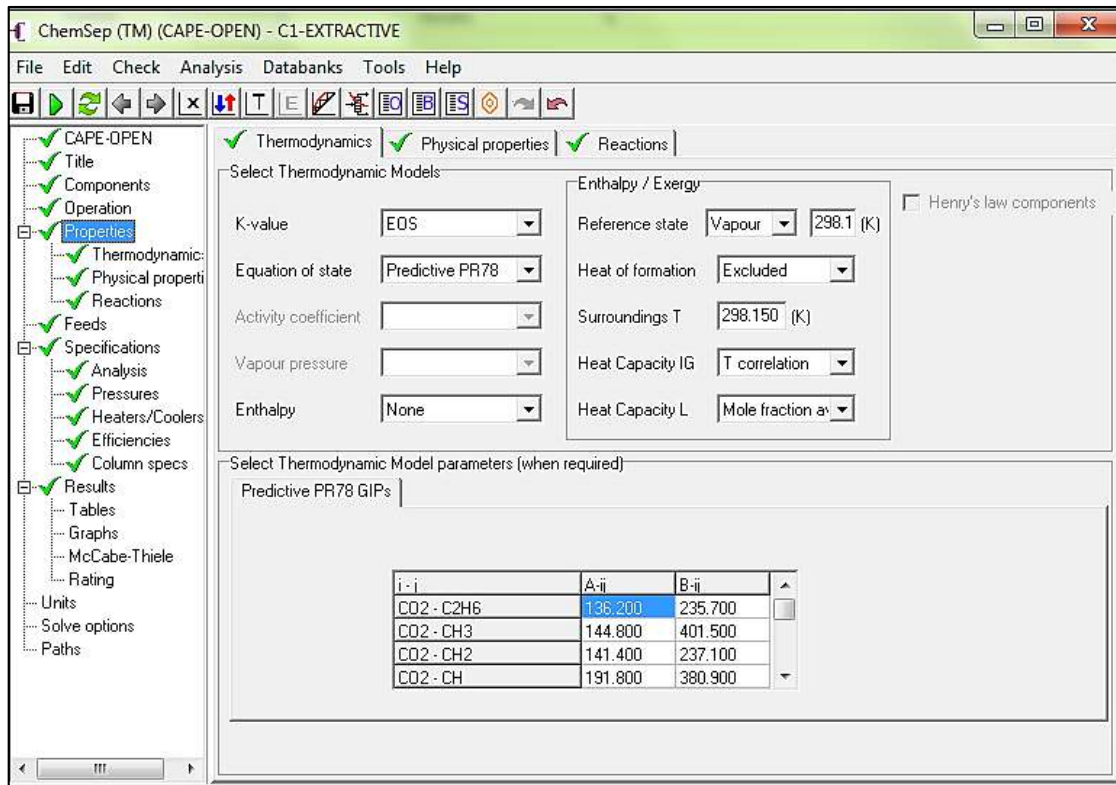 ChemSep (TM) (CAPE-OPEN) - C1-EXTRACTIVE
File Edit Check Analysis Databanks Tools Help
CAPE-OPEN
Title
Components
Operation
Properties
Thermodynamic:
Physical properti
Reactions
Feeds
Specifications
Analysis
Pressures
Heaters/Coolers
Efficiencies
Column specs
Results
Tables
Graphs
McCabe-Thiele
Rating
Units
Solve options
Paths
Thermodynamics Physical properties Reactions
Select Thermodynamic Models
K-value EOS
Equation of state Predictive PR78
Activity coefficient
Vapour pressure
Enthalpy None
Enthalpy / Exergy
Reference state Vapour 298.1 (K)
Heat of formation Excluded
Surroundings T 298.150 (K)
Heat Capacity IG T correlation
Heat Capacity L Mole fraction a
Henry's law components
Select Thermodynamic Model parameters (when required)
Predictive PR78 GIPs
i - j A-ij B-ij
CO2 - C2H6 136.200 235.700
CO2 - CH3 144.800 401.500
CO2 - CH2 141.400 237.100
CO2 - CH 191.800 380.900